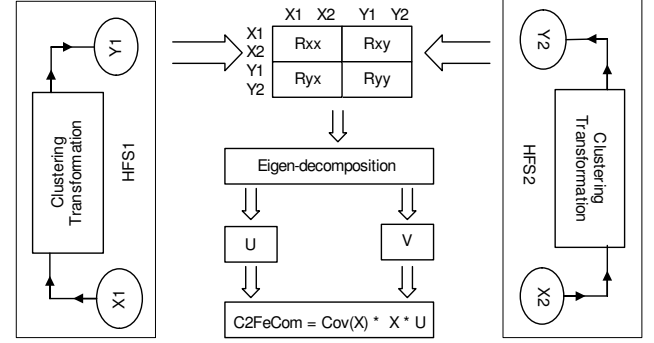 X1 X2 Y1 Y2
X1
X2
Y1
Y2
Rxx Rxy
Ryx Ryy
Y1
Clustering
Transformation
HFS1
X1
Y2
Clustering
Transformation
HFS2
X2
Eigen-decomposition
U V
C2FeCom = Cov(X) * X * U